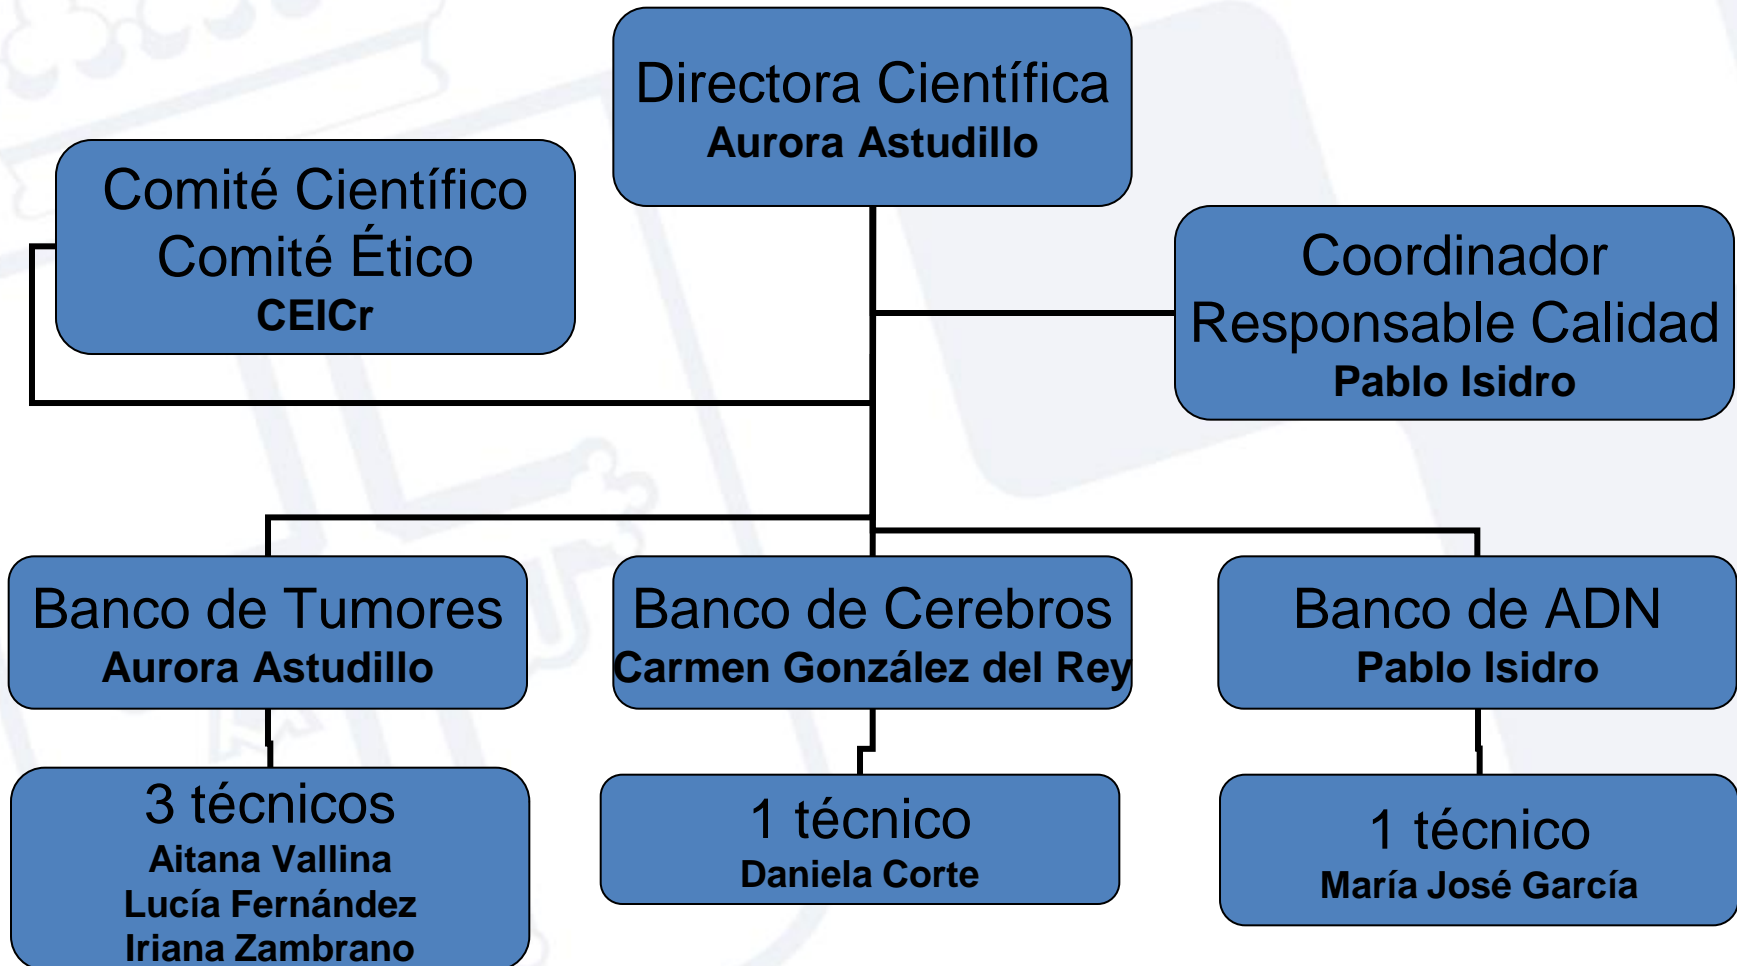 Directora Científica
Aurora Astudillo
Comité Científico
Comité Ético
CEICr
Coordinador
Responsable Calidad
Pablo Isidro
Banco de Tumores
Aurora Astudillo
Banco de Cerebros
Carmen González del Rey
Banco de ADN
Pablo Isidro
3 técnicos
Aitana Vallina
Lucía Fernández
Iriana Zambrano
1 técnico
Daniela Corte
1 técnico
María José García